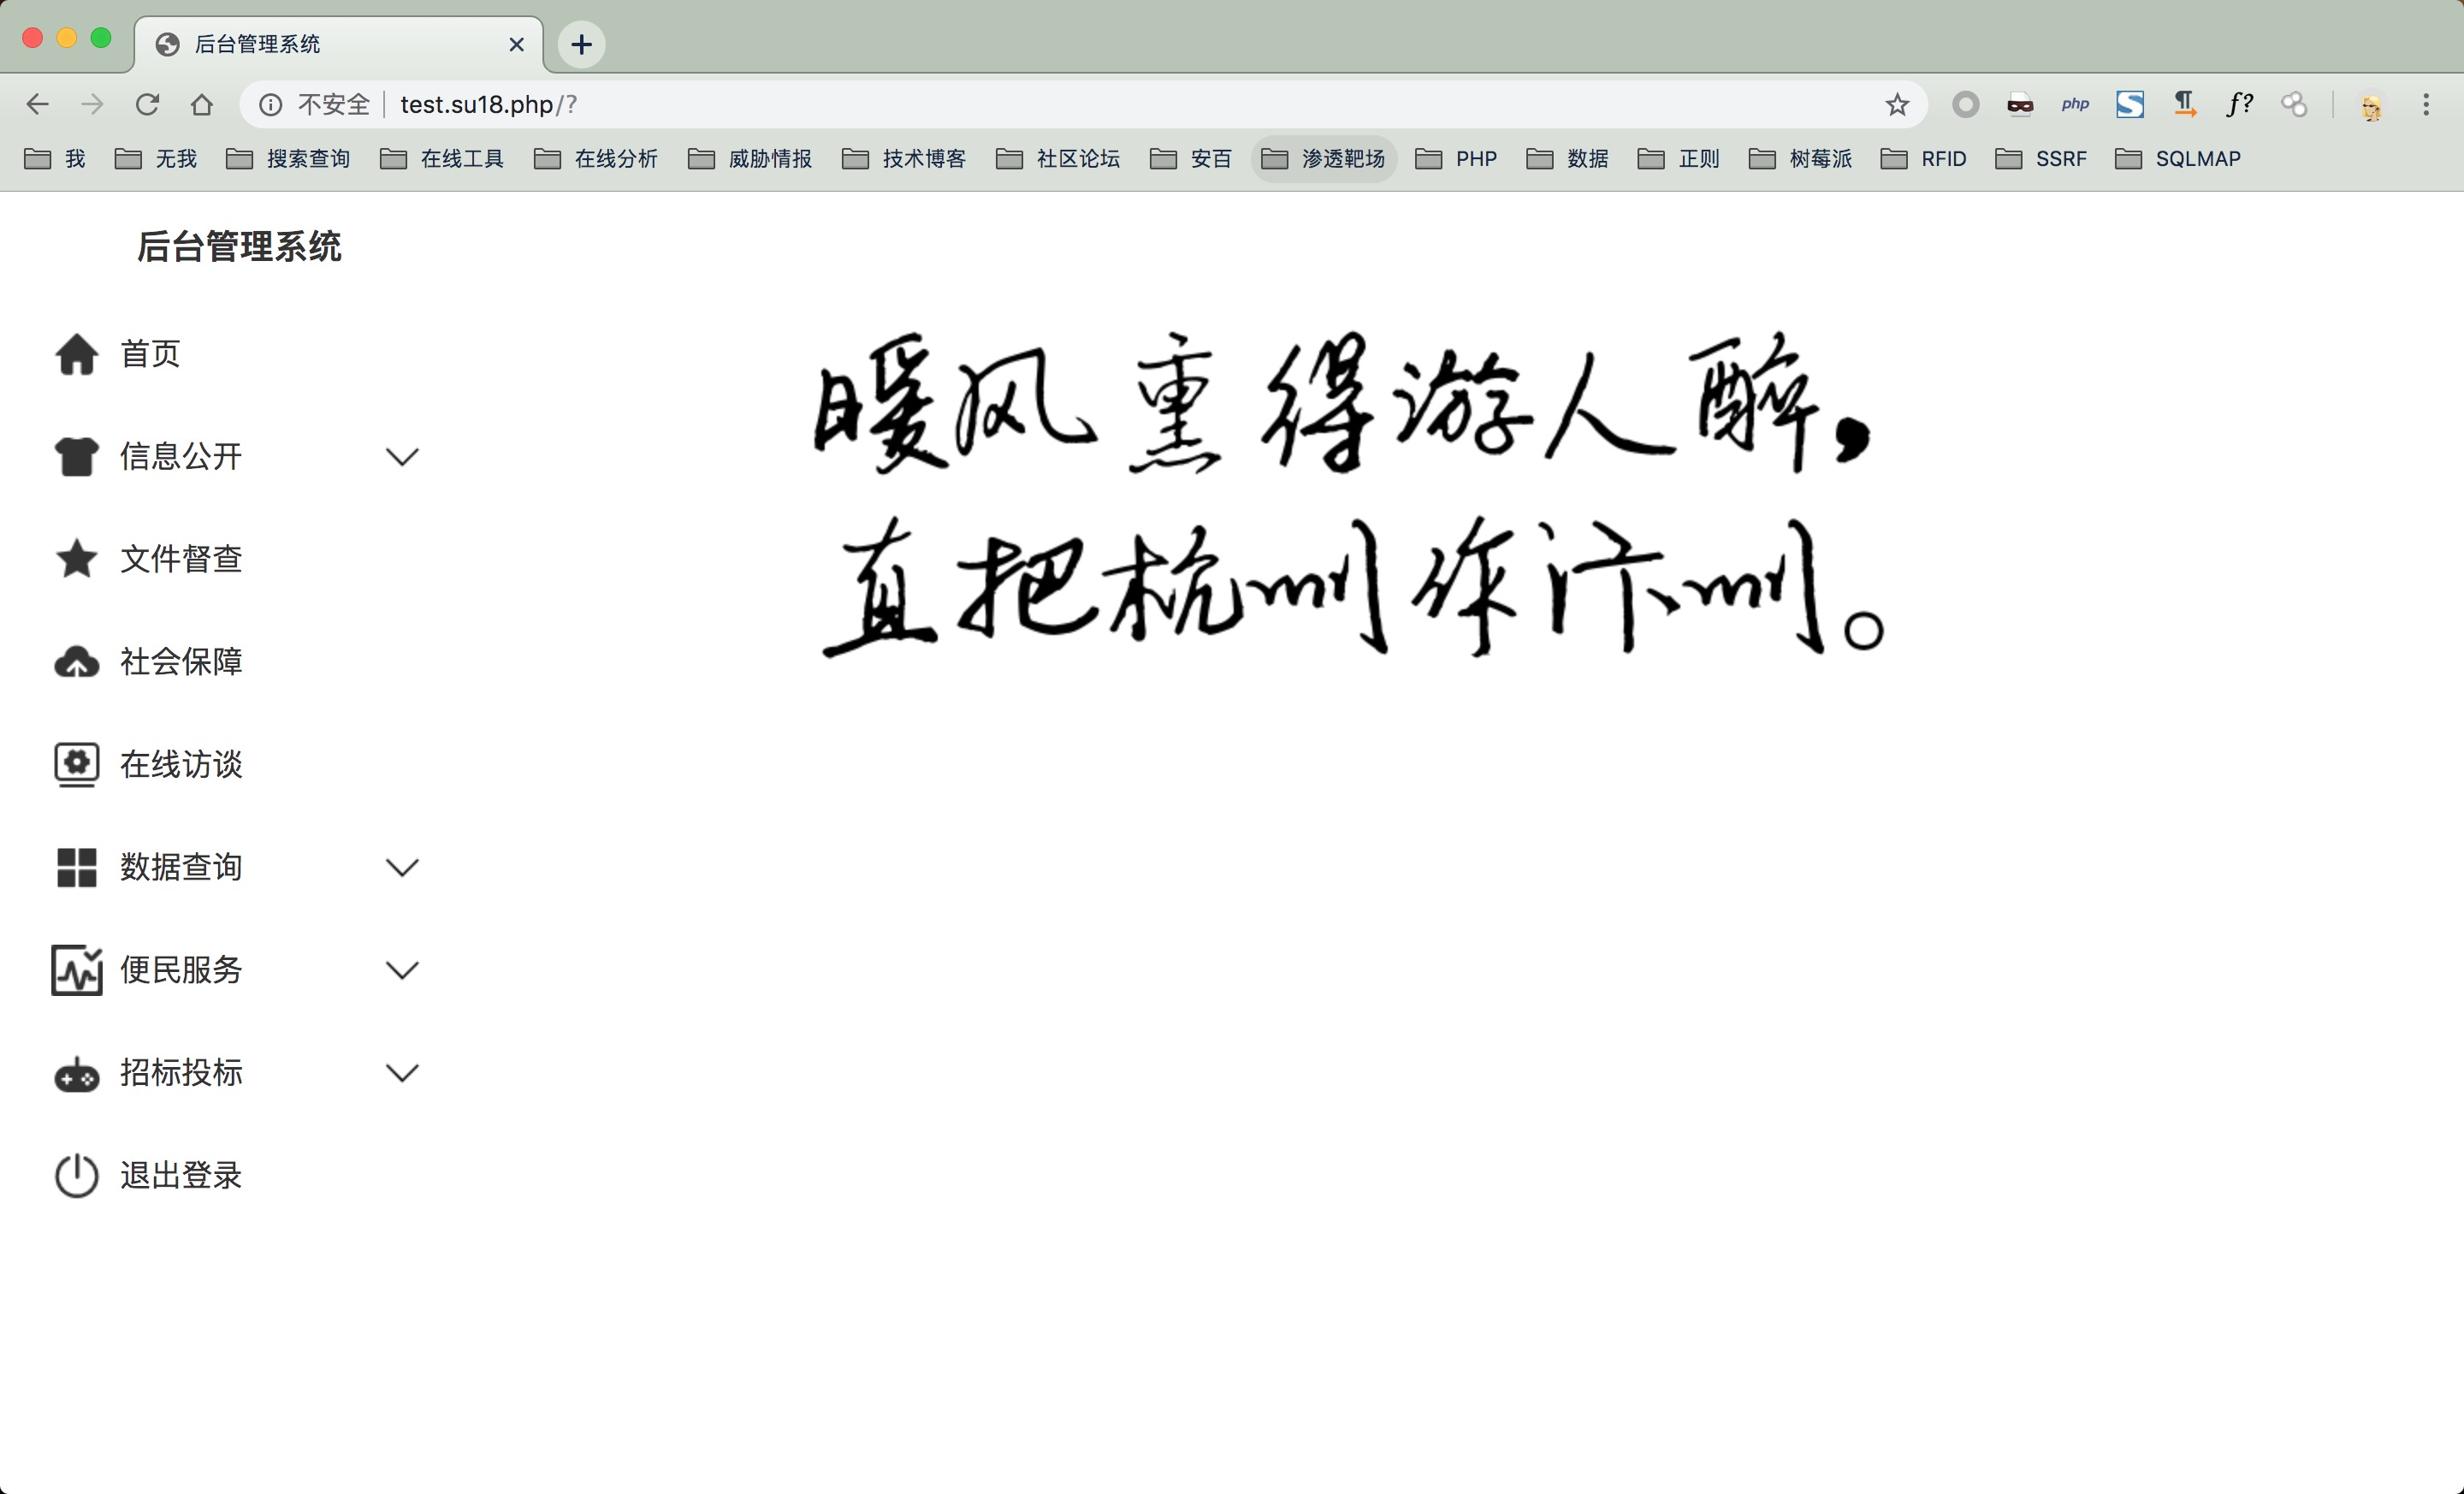 后台管理系统
不安全 test.su18.php/?
php f?
我 无我 搜索查询 在线工具 在线分析 威胁情报 技术博客 社区论坛 安百 渗透靶场 PHP 数据 正则 树莓派 RFID SSRF SQLMAP
后台管理系统
首页
信息公开
文件督查
社会保障
在线访谈
数据查询
便民服务
招标投标
退出登录
暖风熏得游人醉，
直把杭州作汴州。